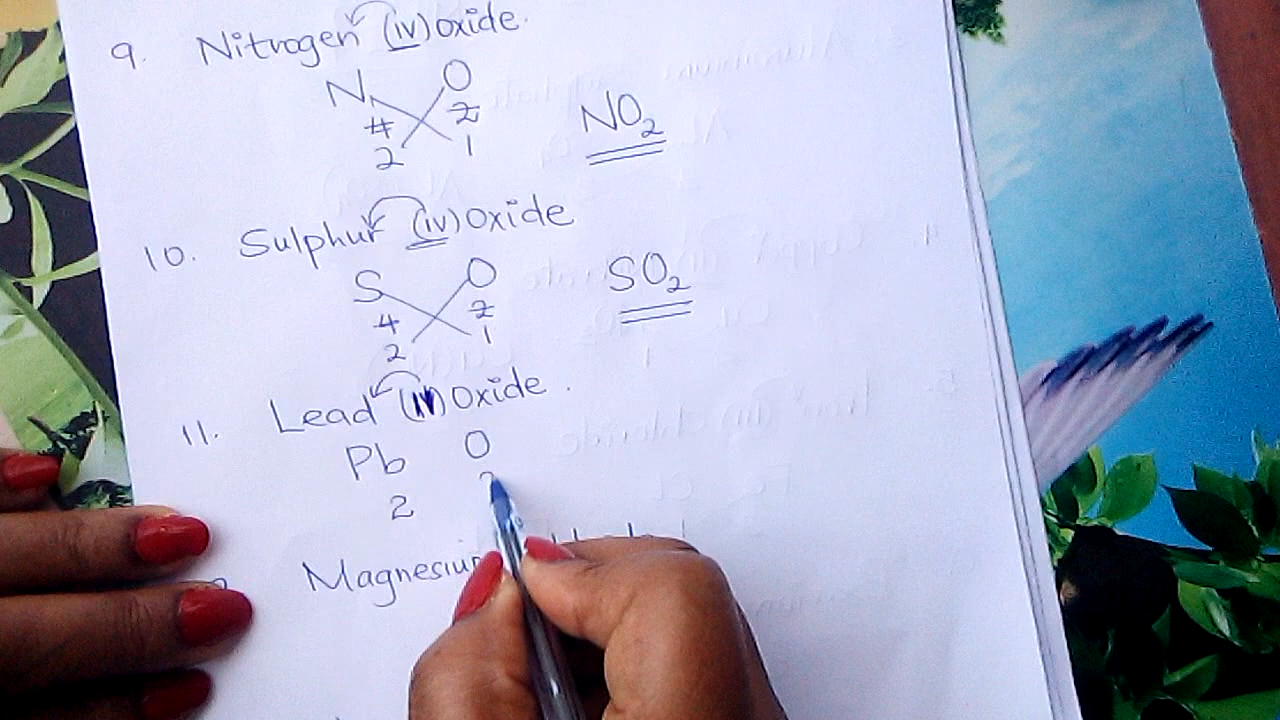 9. Nitrogen (IV) Oxide.
N O
4 2
2 1
NO₂
10. Sulphur (IV) Oxide
S O
4 2
2 1
SO₂
11. Lead (IV) Oxide.
Pb O
2
Magnesium